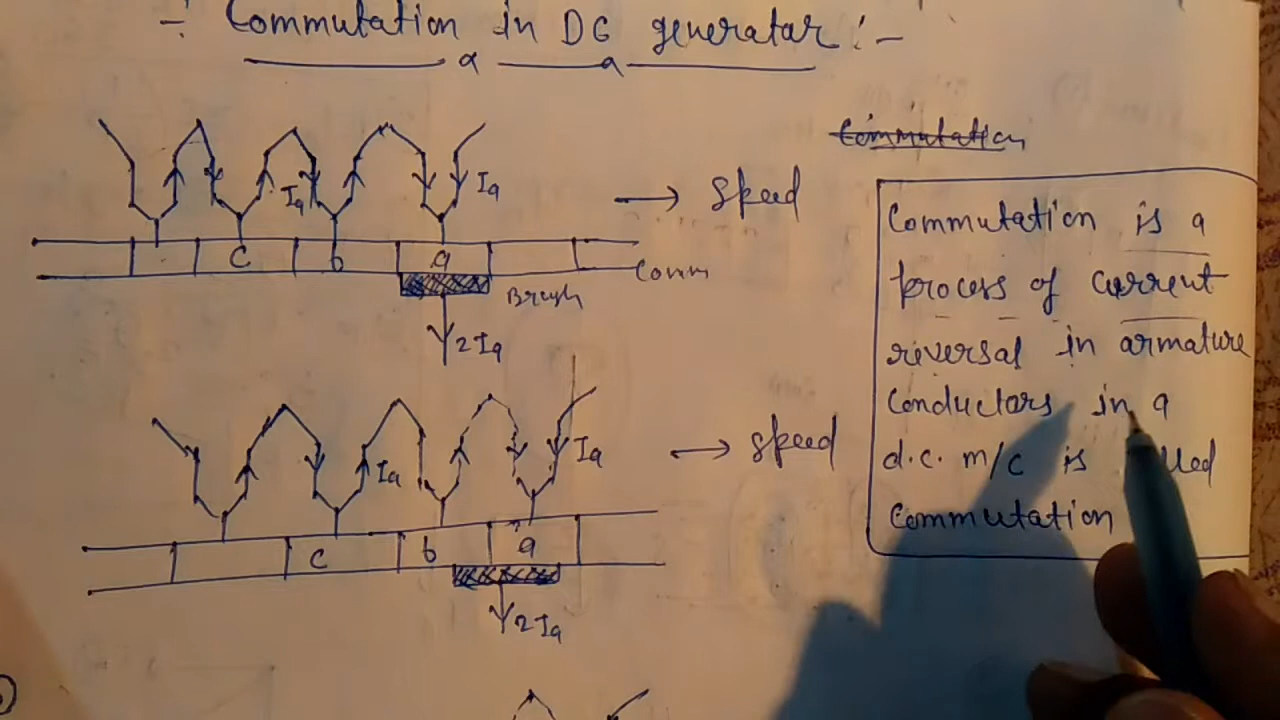 Commutation in DC generator :-
Commutation
Ia
Ia
→ Speed
c b a
Comm
Brush
2Ia
Ia
Ia
→ Speed
c b a
2Ia
Commutation is a
process of current
reversal in armature
Conductors in a
d.c. m/c is
Commutation